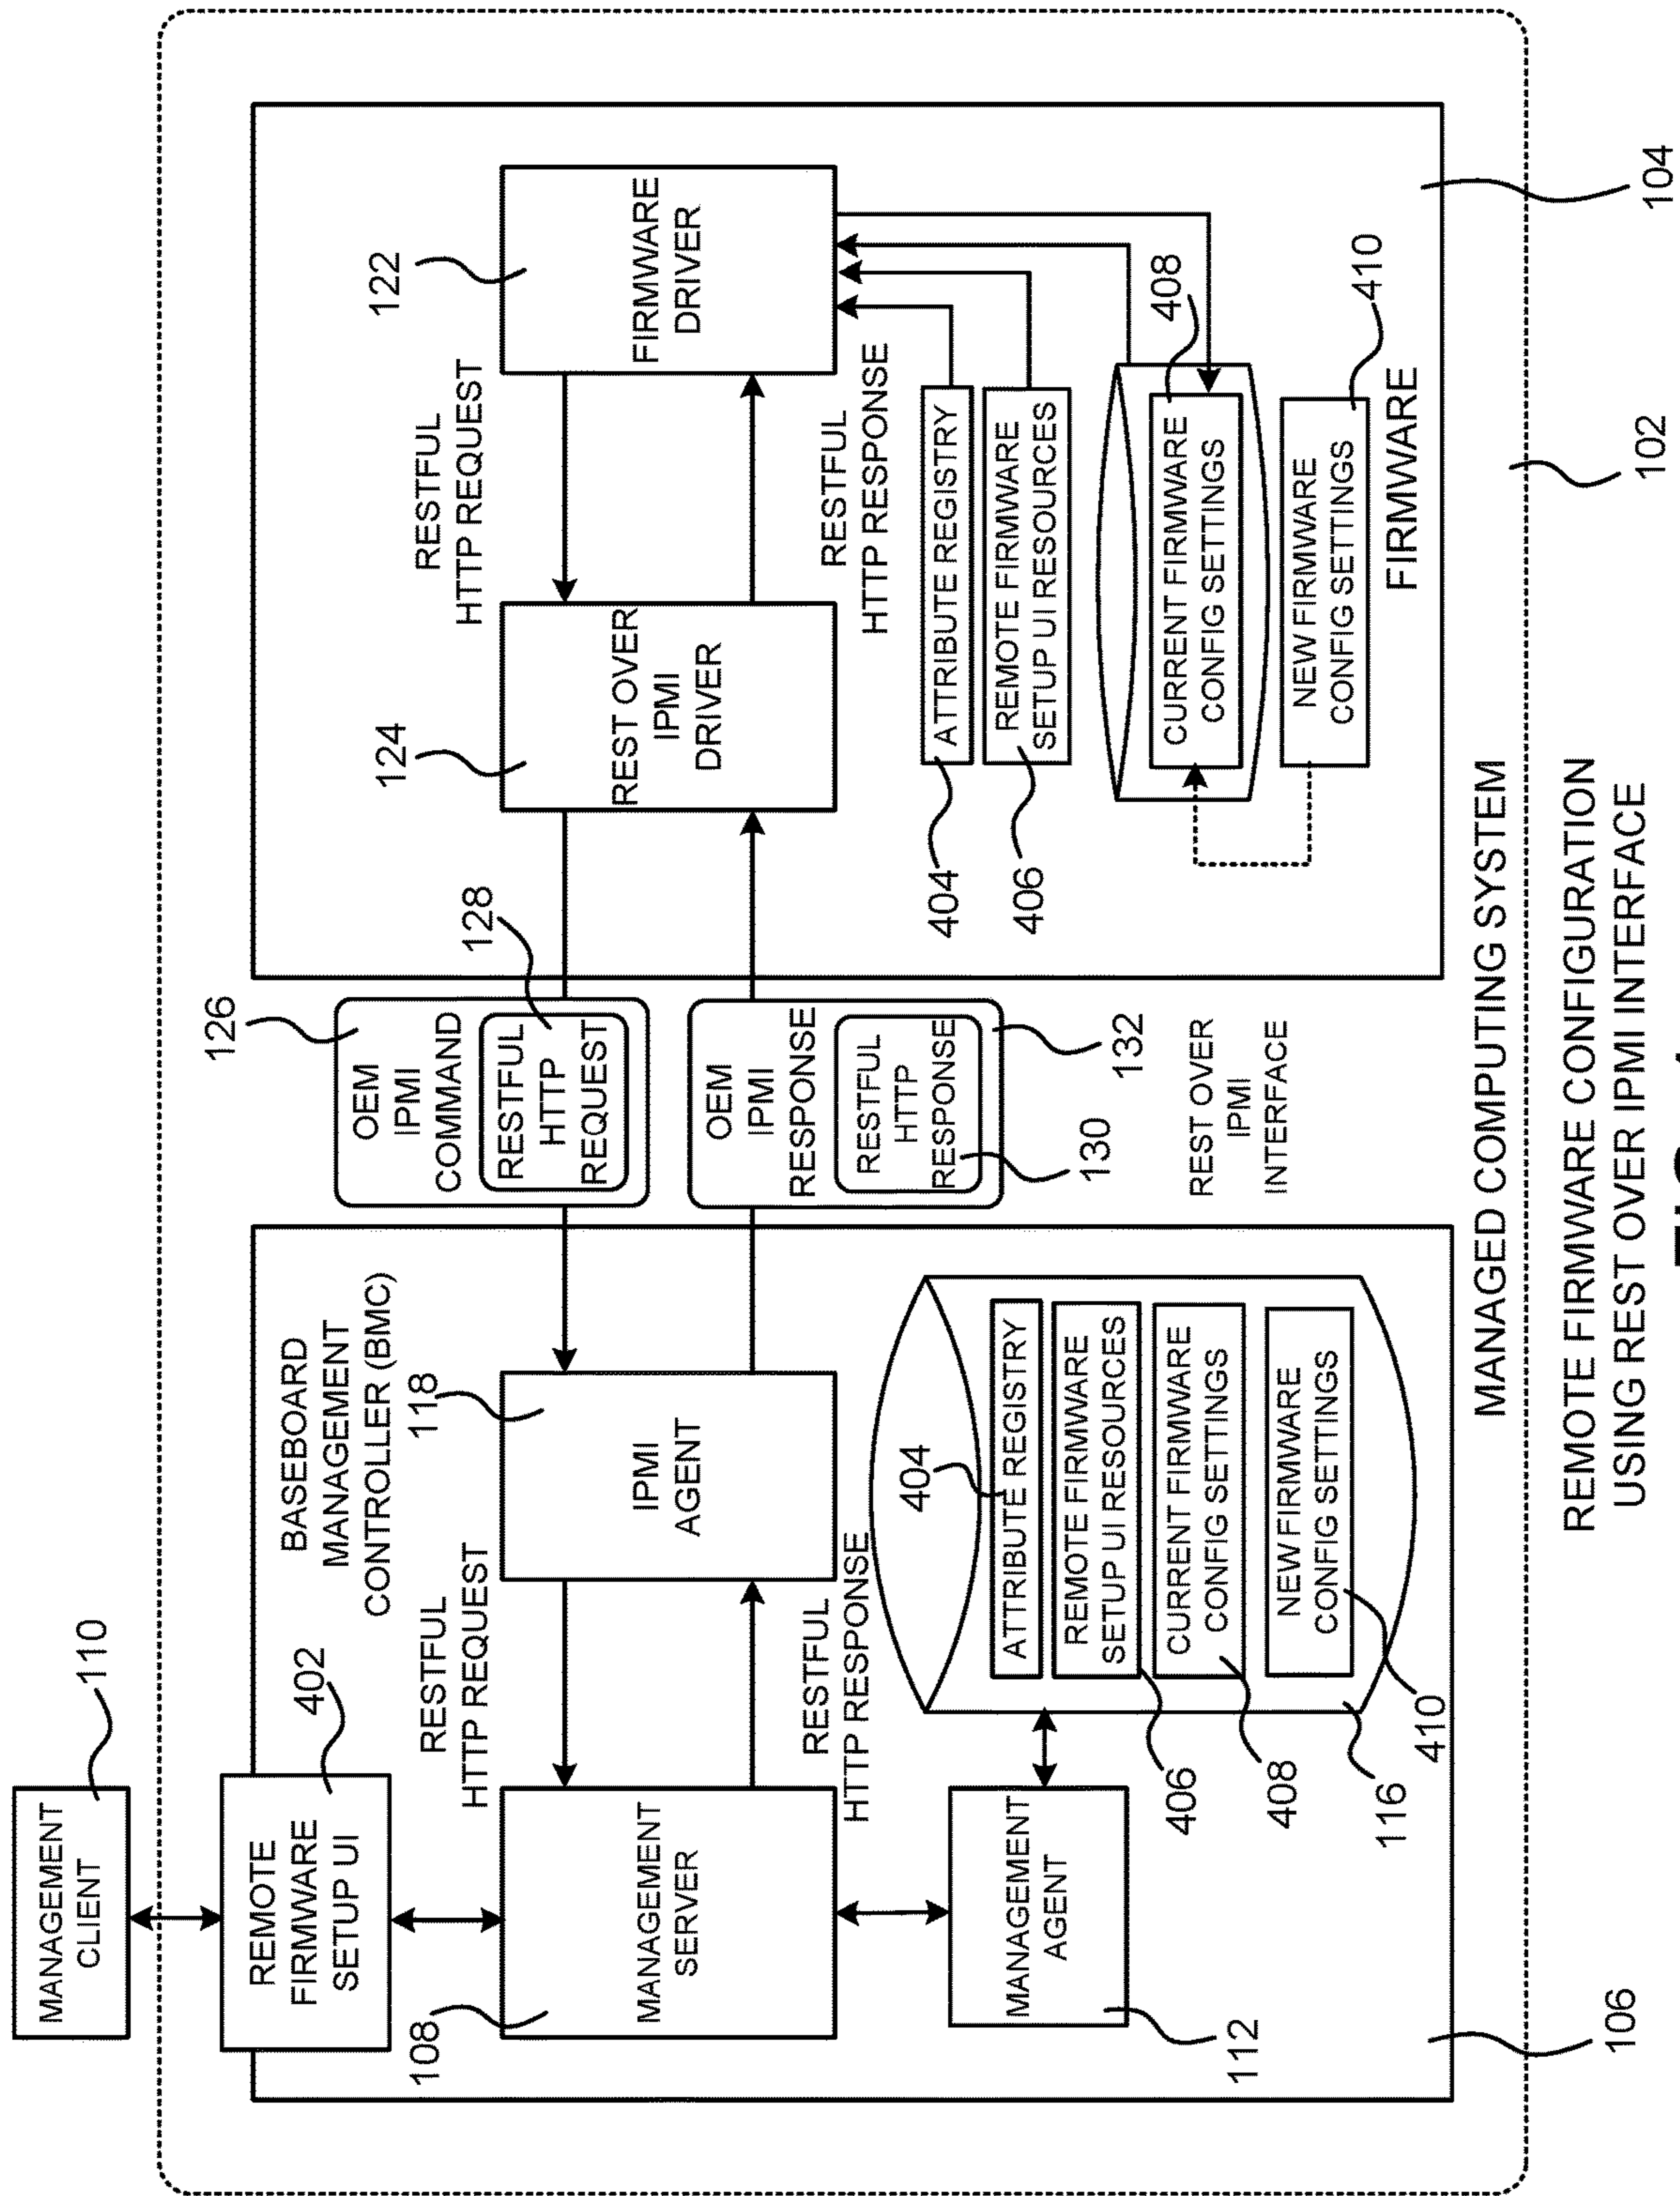 MANAGEMENT
CLIENT
110
REMOTE
FIRMWARE
SETUP UI
402
BASEBOARD
MANAGEMENT
CONTROLLER (BMC)
108
MANAGEMENT
SERVER
RESTFUL
HTTP REQUEST
RESTFUL
HTTP RESPONSE
118
IPMI
AGENT
MANAGEMENT
AGENT
112
404
ATTRIBUTE REGISTRY
REMOTE FIRMWARE
SETUP UI RESOURCES
CURRENT FIRMWARE
CONFIG SETTINGS
NEW FIRMWARE
CONFIG SETTINGS
406
408
116
410
106
126
OEM
IPMI
COMMAND
128
RESTFUL
HTTP
REQUEST
OEM
IPMI
RESPONSE
RESTFUL
HTTP
RESPONSE
130
132
REST OVER
IPMI
INTERFACE
124
REST OVER
IPMI
DRIVER
RESTFUL
HTTP REQUEST
RESTFUL
HTTP RESPONSE
122
FIRMWARE
DRIVER
404
ATTRIBUTE REGISTRY
406
REMOTE FIRMWARE
SETUP UI RESOURCES
CURRENT FIRMWARE
CONFIG SETTINGS
408
NEW FIRMWARE
CONFIG SETTINGS
410
FIRMWARE
104
MANAGED COMPUTING SYSTEM
102
REMOTE FIRMWARE CONFIGURATION
USING REST OVER IPMI INTERFACE